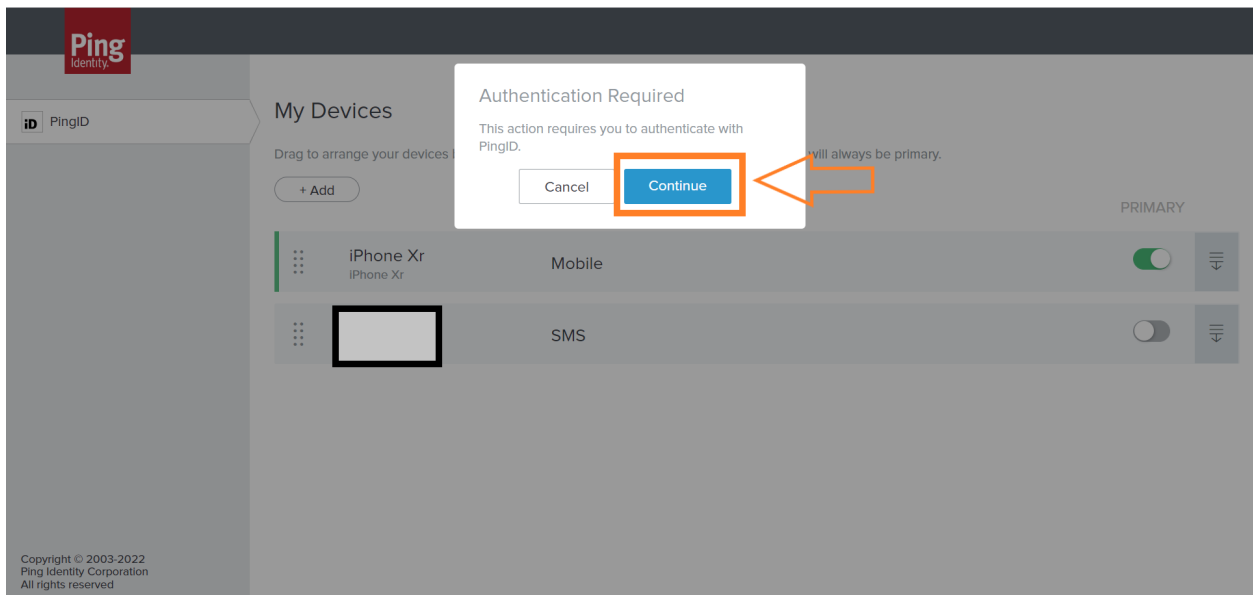 Ping
Identity.
iD PingID
My Devices
Drag to arrange your devices
will always be primary.
+ Add
Authentication Required
This action requires you to authenticate with
PingID.
Cancel
Continue
PRIMARY
iPhone Xr
iPhone Xr
Mobile
SMS
Copyright © 2003-2022
Ping Identity Corporation
All rights reserved